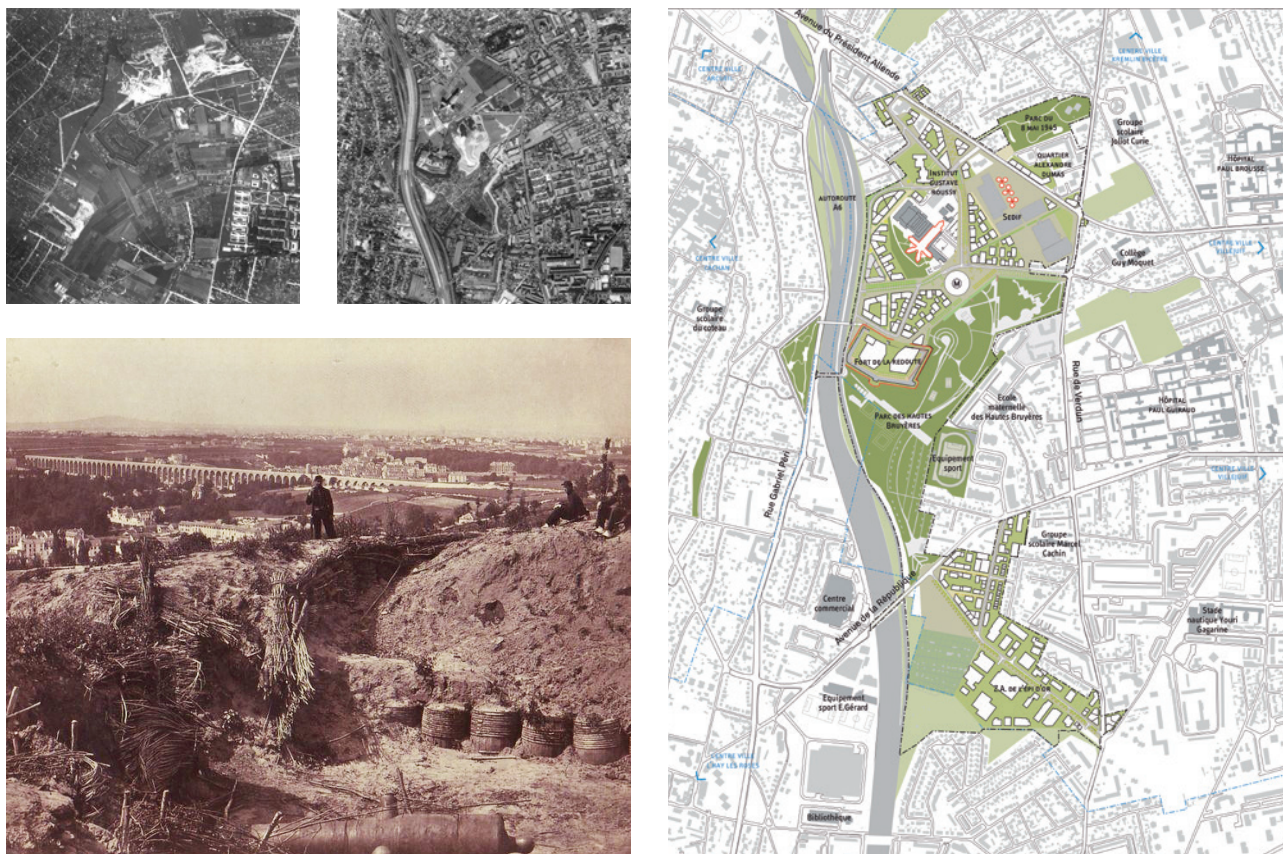 Avenue du Président Allende
CENTRE VILLE
ARCUEIL
CENTRE VILLE
KREMLIN BICÊTRE
PARC DU
8 MAI 1945
Groupe
scolaire
Joliot Curie
HÔPITAL
PAUL BROUSSE
QUARTIER
ALEXANDRE
DUMAS
INSTITUT
GUSTAVE
ROUSSY
AUTOROUTE
A6
SEDIF
CENTRE VILLE
CACHAN
CENTRE VILLE
VILLEJUIF
Collège
Guy Moquet
M
Groupe
scolaire
du coteau
FORT DE LA REDOUTE
Rue de Verdun
Ecole
maternelle
des Hautes Bruyères
HÔPITAL
PAUL GUIRAUD
PARC DES HAUTES
BRUYÈRES
Equipement
sport
Rue Gabriel Péri
CENTRE VILLE
VILLEJUIF
Groupe
scolaire Marcel
Cachin
Centre
commercial
Avenue de la République
Stade
nautique Youri
Gagarine
Z.A. DE L'ÉPI D'OR
Equipement
sport E.Gérard
CENTRE VILLE
L'HAY LES ROSES
Bibliothèque